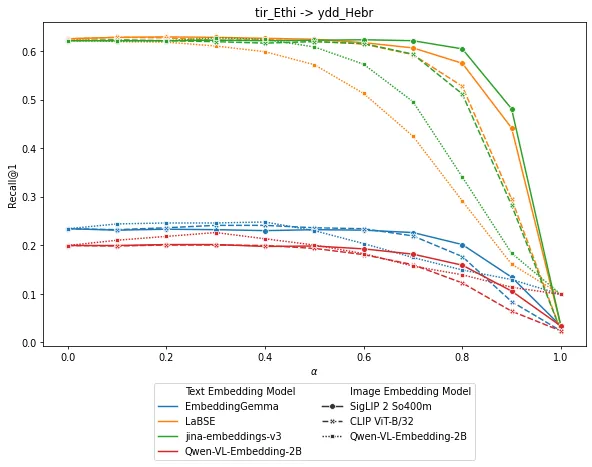 tir_Ethi -> ydd_Hebr
Recall@1
0.6
0.5
0.4
0.3
0.2
0.1
0.0
0.0 0.2 0.4 0.6 0.8 1.0
α
Text Embedding Model Image Embedding Model
EmbeddingGemma SigLIP 2 So400m
LaBSE CLIP ViT-B/32
jina-embeddings-v3 Qwen-VL-Embedding-2B
Qwen-VL-Embedding-2B